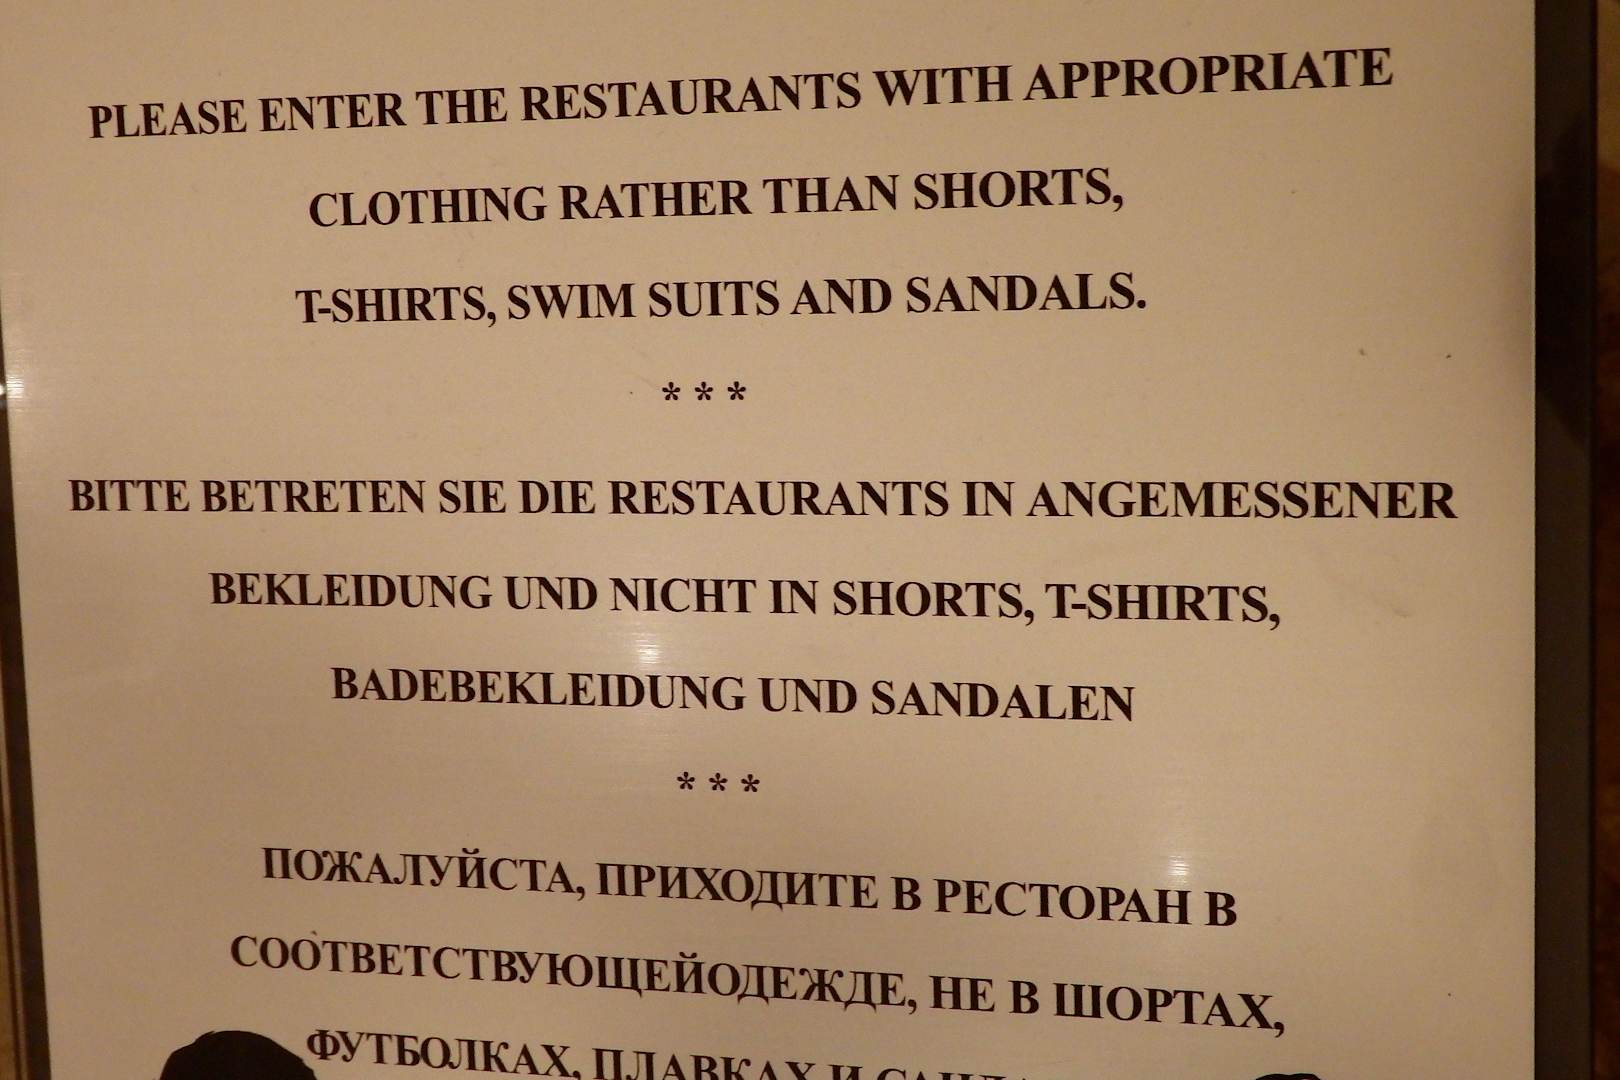 PLEASE ENTER THE RESTAURANTS WITH APPROPRIATE
CLOTHING RATHER THAN SHORTS,
T-SHIRTS, SWIM SUITS AND SANDALS.
* * *
BITTE BETRETEN SIE DIE RESTAURANTS IN ANGEMESSENER
BEKLEIDUNG UND NICHT IN SHORTS, T-SHIRTS,
BADEBEKLEIDUNG UND SANDALEN
* * *
ПОЖАЛУЙСТА, ПРИХОДИТЕ В РЕСТОРАН В
СООТВЕТСТВУЮЩЕЙОДЕЖДЕ, НЕ В ШОРТАХ,
ФУТБОЛКАХ, ПЛАВКАХ И